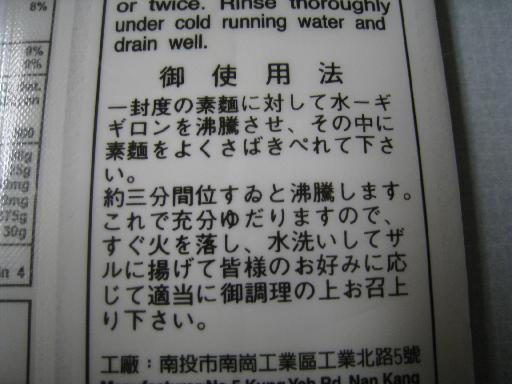 8%
or twice. Rinse thoroughly
under cold running water and
drain well.
9%
御使用法
一封度の素麵に対して水一ギ
ギロンを沸騰させ、その中に
素麵をよくさばきぺれて下さ
い。
約三分間位すゐと沸騰します。
これで充分ゆだりますので、
すぐ火を落し、水洗いしてザ
ルに揚げて皆様のお好みに応
じて適当に御調理の上お召上
り下さい。
375g
30g
in 4
工廠：南投市南崗工業區工業北路5號